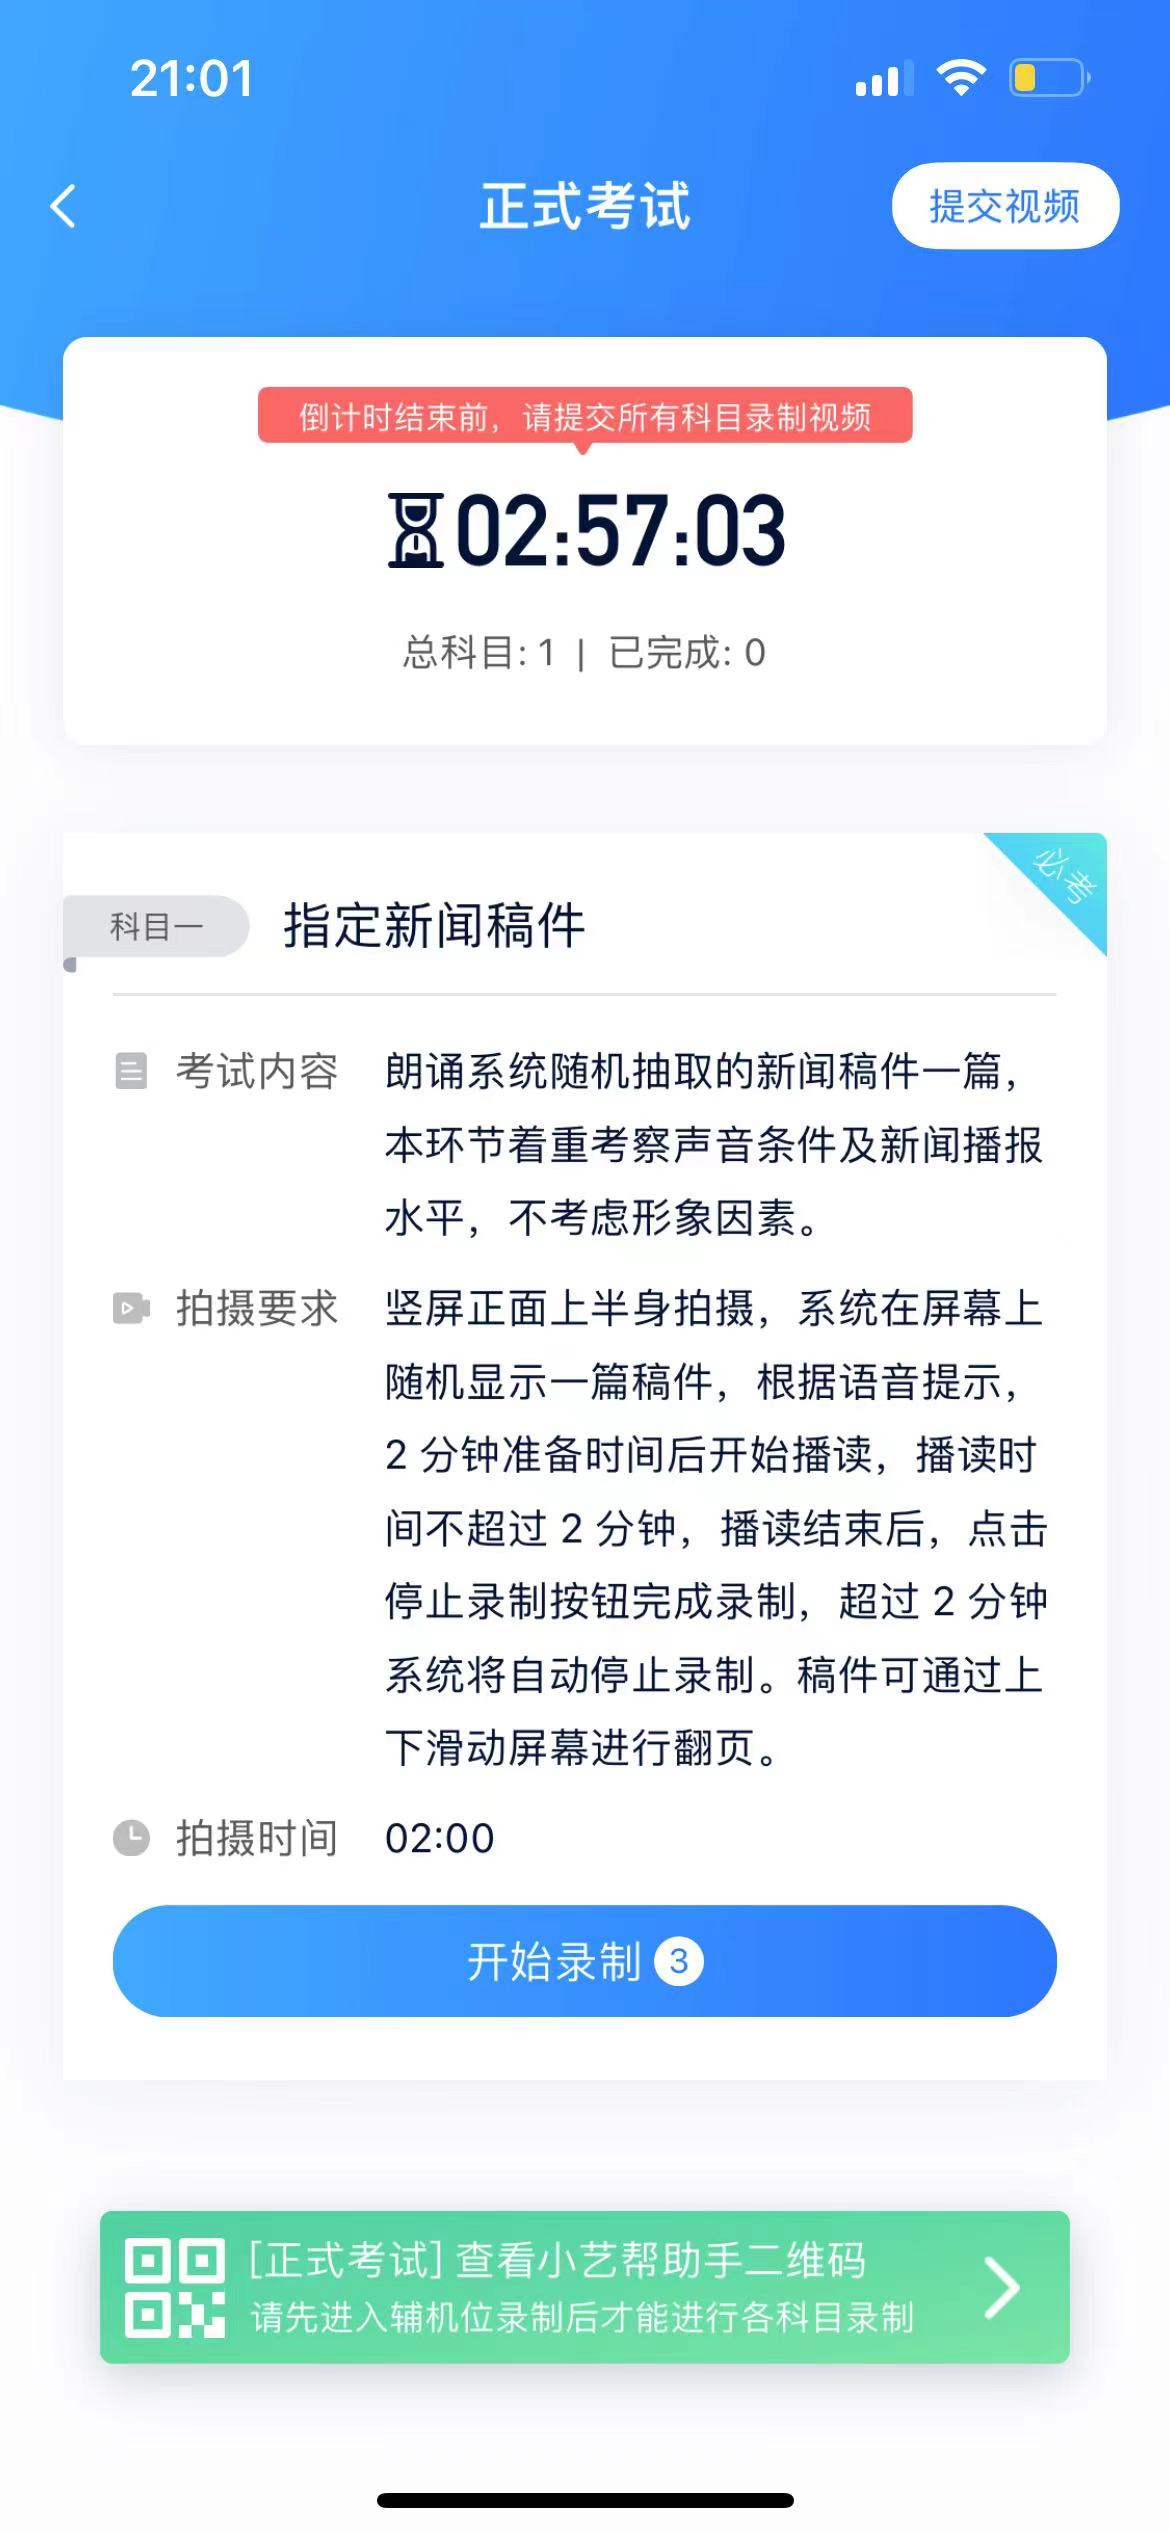 21:01
正式考试
提交视频
倒计时结束前，请提交所有科目录制视频
02:57:03
总科目: 1 | 已完成: 0
必考
科目一
指定新闻稿件
考试内容
朗诵系统随机抽取的新闻稿件一篇，
本环节着重考察声音条件及新闻播报
水平，不考虑形象因素。
拍摄要求
竖屏正面上半身拍摄，系统在屏幕上
随机显示一篇稿件，根据语音提示，
2 分钟准备时间后开始播读，播读时
间不超过 2 分钟，播读结束后，点击
停止录制按钮完成录制，超过 2 分钟
系统将自动停止录制。稿件可通过上
下滑动屏幕进行翻页。
拍摄时间
02:00
开始录制 3
[正式考试] 查看小艺帮助手二维码
请先进入辅机位录制后才能进行各科目录制